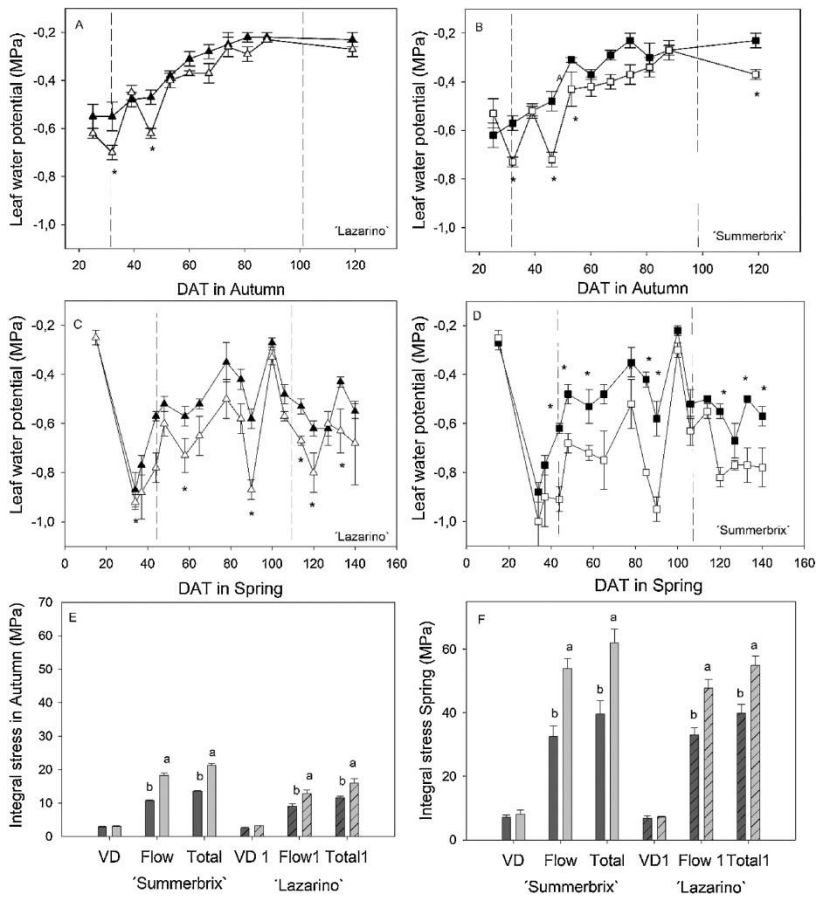 A
Leaf water potential (MPa)
-0,2
-0,4
-0,6
-0,8
-1,0
*
*
´Lazarino`
20 40 60 80 100 120
DAT in Autumn
B
Leaf water potential (MPa)
-0,2
-0,4
-0,6
-0,8
-1,0
A
*
*
*
*
´Summerbrix`
20 40 60 80 100 120
DAT in Autumn
C
Leaf water potential (MPa)
-0,2
-0,4
-0,6
-0,8
-1,0
* * * * * *
´Lazarino`
0 20 40 60 80 100 120 140 160
DAT in Spring
D
Leaf water potential (MPa)
-0,2
-0,4
-0,6
-0,8
-1,0
* * * * * * * *
´Summerbrix`
0 20 40 60 80 100 120 140 160
DAT in Spring
E
Integral stress in Autumn (MPa)
70
60
50
40
30
20
10
0
b a b a b a b a
VD Flow Total VD 1 Flow1 Total1
´Summerbrix` ´Lazarino`
F
Integral stress Spring (MPa)
60
40
20
0
b a b a b a b a
VD Flow Total VD1 Flow 1 Total1
´Summerbrix` ´Lazarino`